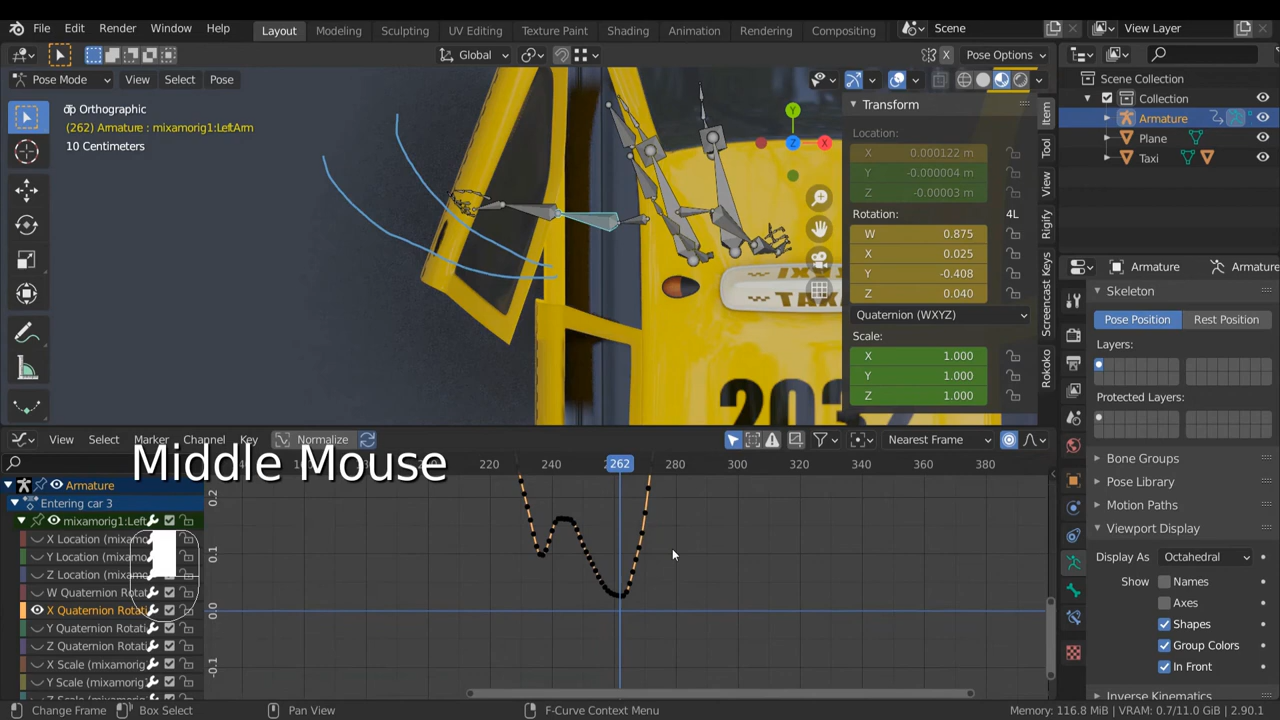 File Edit Render Window Help Layout Modeling Sculpting UV Editing Texture Paint Shading Animation Rendering Compositing Scene View Layer
Global X Pose Options
Pose Mode View Select Pose
Orthographic
(262) Armature : mixamorig1:LeftArm
10 Centimeters
Y
Z X
TAXI
2037
Transform
Location:
X 0.000122 m
Y -0.000004 m
Z -0.00003 m
Rotation: 4L
W 0.875
X 0.025
Y -0.408
Z 0.040
Quaternion (WXYZ)
Scale:
X 1.000
Y 1.000
Z 1.000
Item
Tool
View
Rigify
Screencast Keys
Rokoko
Scene Collection
Collection
Armature
Plane
Taxi
Armature Armature
Skeleton
Pose Position Rest Position
Layers:
Protected Layers:
Bone Groups
Pose Library
Motion Paths
Viewport Display
Display As Octahedral
Show Names
Axes
Shapes
Group Colors
In Front
Inverse Kinematics
View Select Marker Channel Key Normalize Nearest Frame
Middle Mouse
220 240 262 280 300 320 340 360 380
0.2
0.1
0.0
-0.1
Armature
Entering car 3
mixamorig1:Left
X Location (mixamo
Y Location (mixamo
Z Location (mixamo
W Quaternion Rotati
X Quaternion Rotati
Y Quaternion Rotati
Z Quaternion Rotati
X Scale (mixamorig
Y Scale (mixamorig
Change Frame Box Select Pan View F-Curve Context Menu Memory: 116.8 MiB | VRAM: 0.7/11.0 GiB | 2.90.1